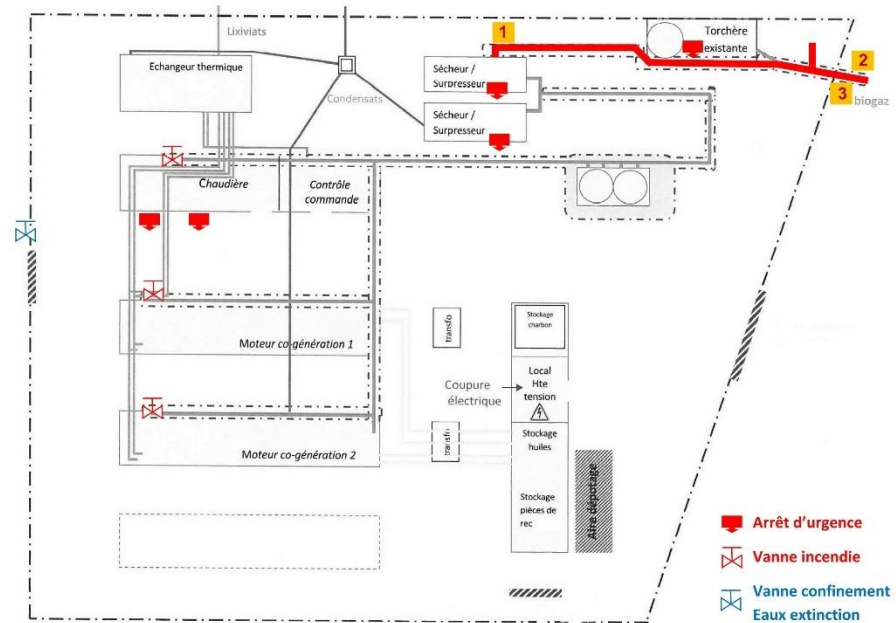 Lixiviats
1
Torchère
existante
2
3
biogaz
Echangeur thermique
Sécheur /
Surpresseur
Condensats
Sécheur /
Surpresseur
Chaudière
Contrôle
commande
Moteur co-génération 1
transfo
Stockage
charbon
Coupure
électrique
Local
Hte
tension
Moteur co-génération 2
transfo
Stockage
huiles
Stockage
pièces de
rec
Aire dépotage
Arrêt d’urgence
Vanne incendie
Vanne confinement
Eaux extinction